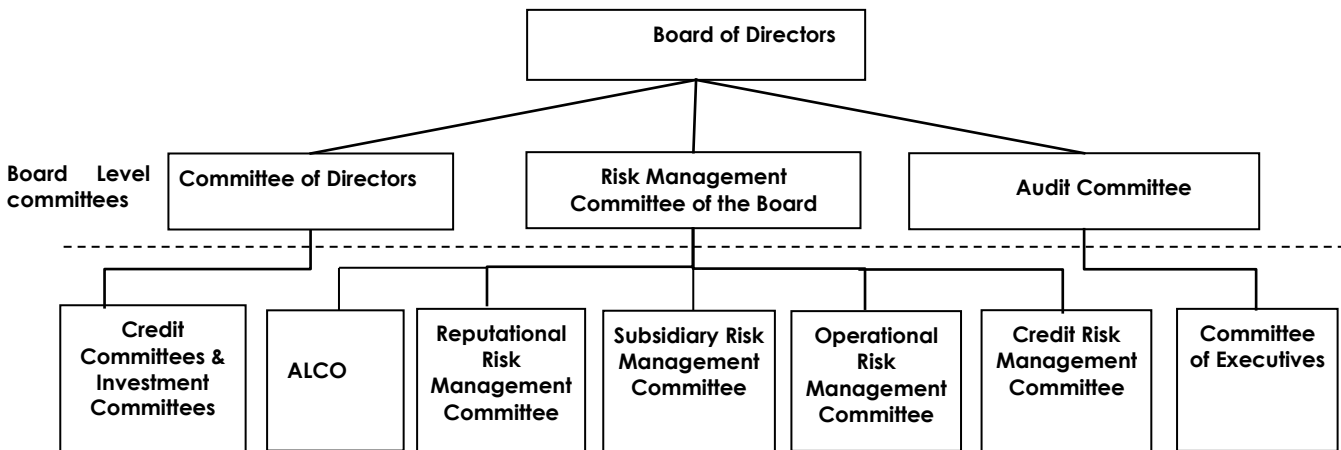 Board of Directors
Board Level
committees
Committee of Directors
Risk Management
Committee of the Board
Audit Committee
Credit
Committees &
Investment
Committees
ALCO
Reputational
Risk
Management
Committee
Subsidiary Risk
Management
Committee
Operational
Risk
Management
Committee
Credit Risk
Management
Committee
Committee
of Executives